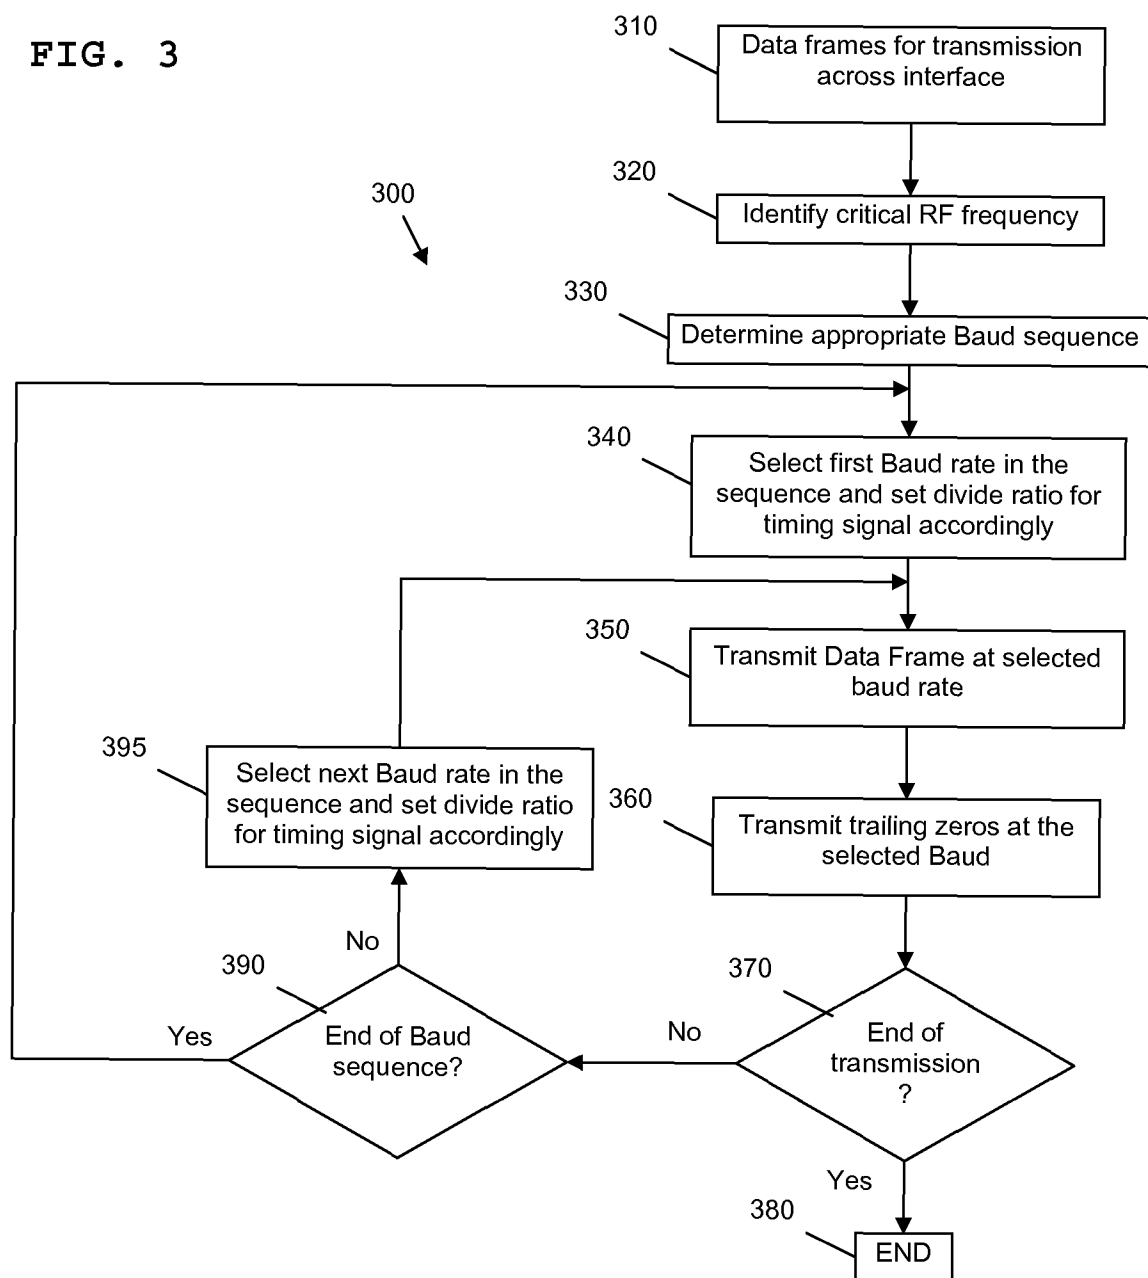 FIG. 3
310
Data frames for transmission
across interface
320
Identify critical RF frequency
300
330
Determine appropriate Baud sequence
340
Select first Baud rate in the
sequence and set divide ratio for
timing signal accordingly
350
Transmit Data Frame at selected
baud rate
395
Select next Baud rate in the
sequence and set divide ratio
for timing signal accordingly
360
Transmit trailing zeros at the
selected Baud
No
390
End of Baud
sequence?
Yes
370
End of
transmission
?
No
Yes
380
END